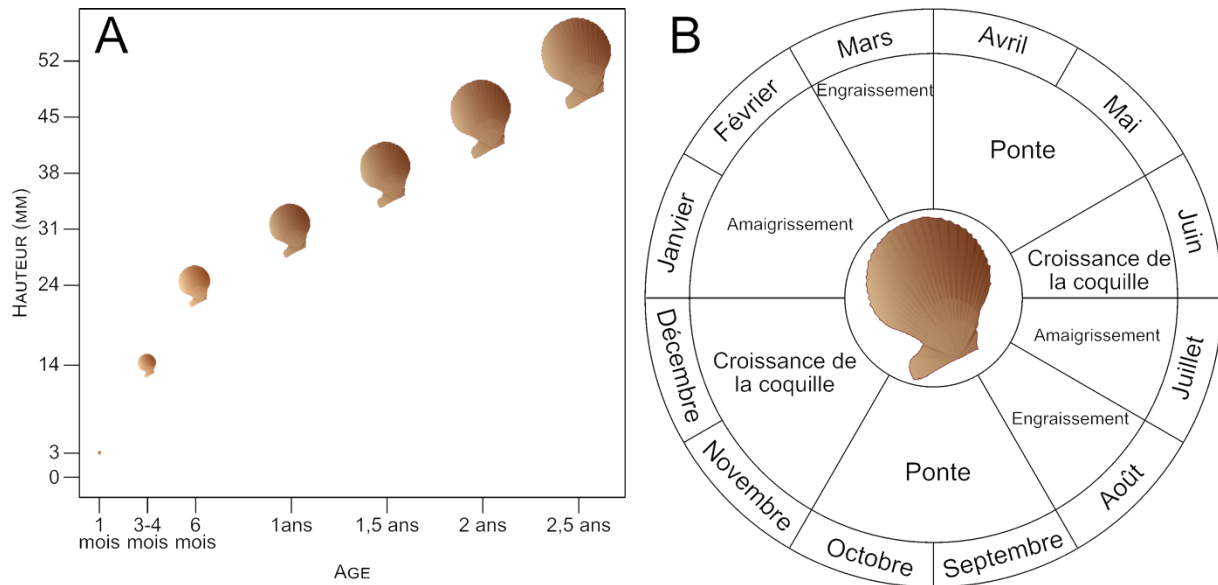 A
HAUTEUR (MM)
52
45
38
31
24
14
3
0
1
mois
3-4
mois
6
mois
1ans
1,5 ans
2 ans
2,5 ans
AGE
B
Mars
Avril
Mai
Juin
Juillet
Août
Septembre
Octobre
Novembre
Décembre
Janvier
Février
Engraissement
Ponte
Croissance de
la coquille
Amaigrissement
Engraissement
Ponte
Croissance de
la coquille
Amaigrissement